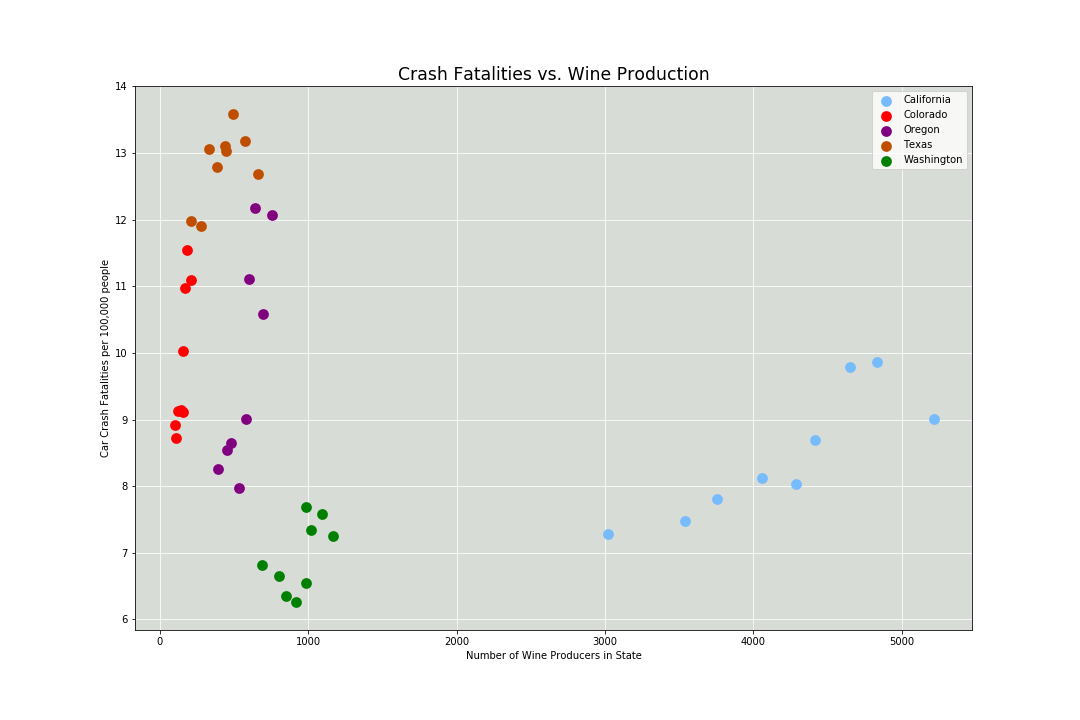 Crash Fatalities vs. Wine Production
14
13
12
11
10
9
8
7
6
Car Crash Fatalities per 100,000 people
California
Colorado
Oregon
Texas
Washington
0 1000 2000 3000 4000 5000
Number of Wine Producers in State